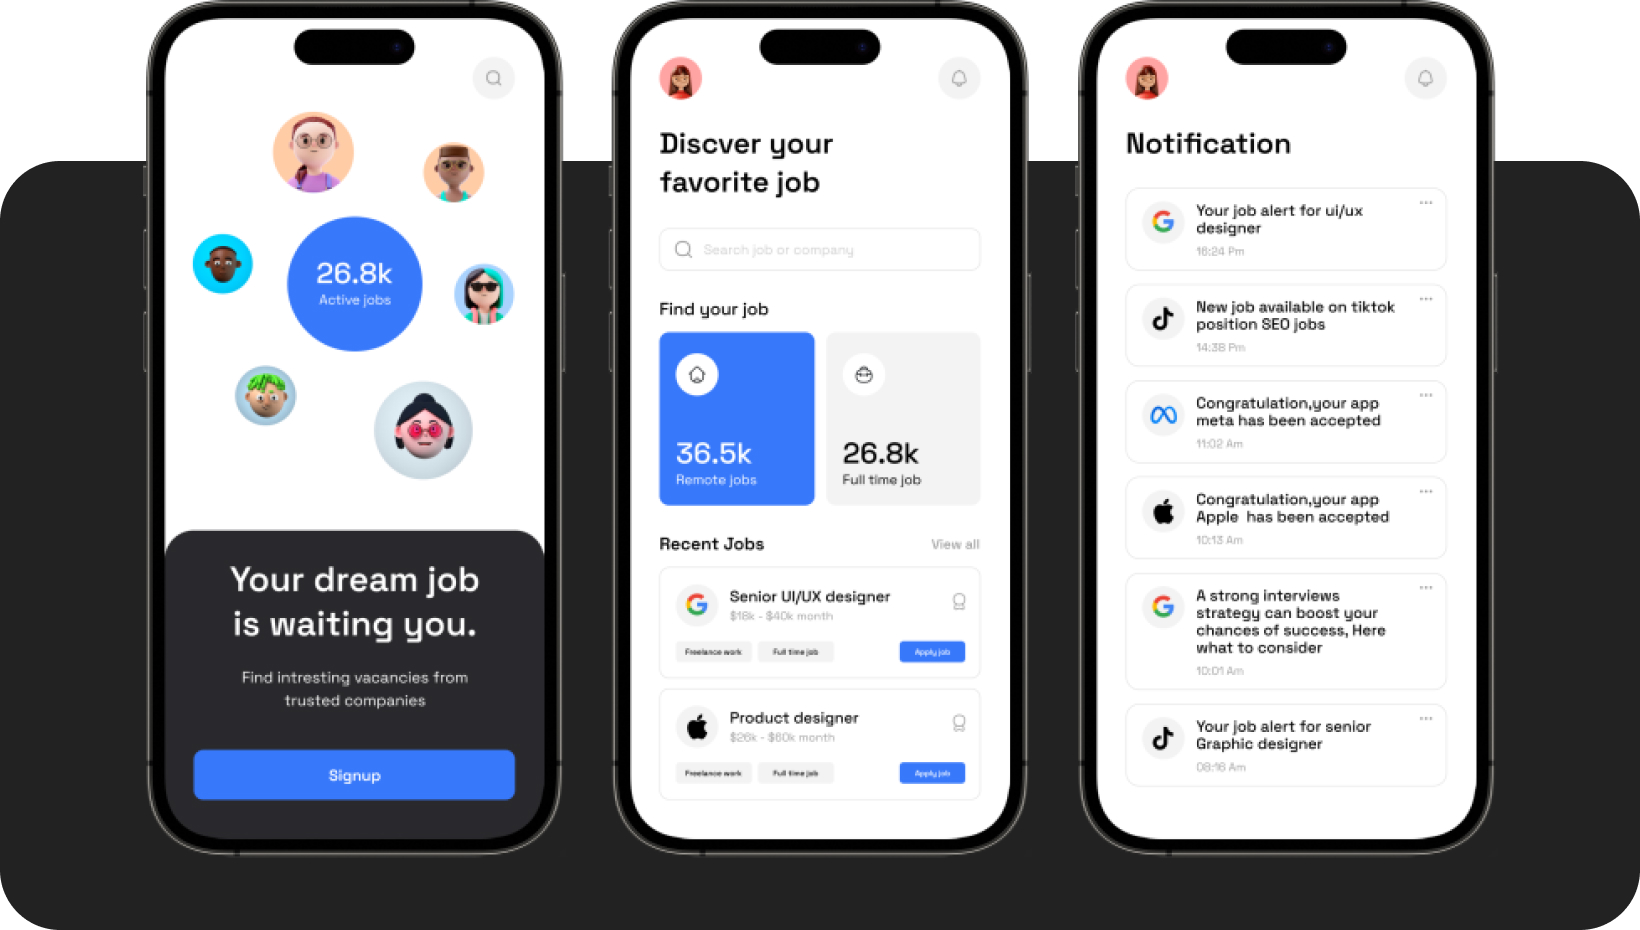 26.8k
Active jobs
Your dream job
is waiting you.
Find intresting vacancies from
trusted companies
Signup
Discver your
favorite job
Search job or company
Find your job
36.5k
Remote jobs
26.8k
Full time job
Recent Jobs
View all
Senior UI/UX designer
$16k - $40k month
Freelance work
Full time job
Apply job
Product designer
$26k - $60k month
Freelance work
Full time job
Apply job
Notification
Your job alert for ui/ux
designer
16:24 Pm
New job available on tiktok
position SEO jobs
14:38 Pm
Congratulation,your app
meta has been accepted
11:02 Am
Congratulation,your app
Apple  has been accepted
10:13 Am
A strong interviews
strategy can boost your
chances of success, Here
what to consider
10:01 Am
Your job alert for senior
Graphic designer
08:16 Am